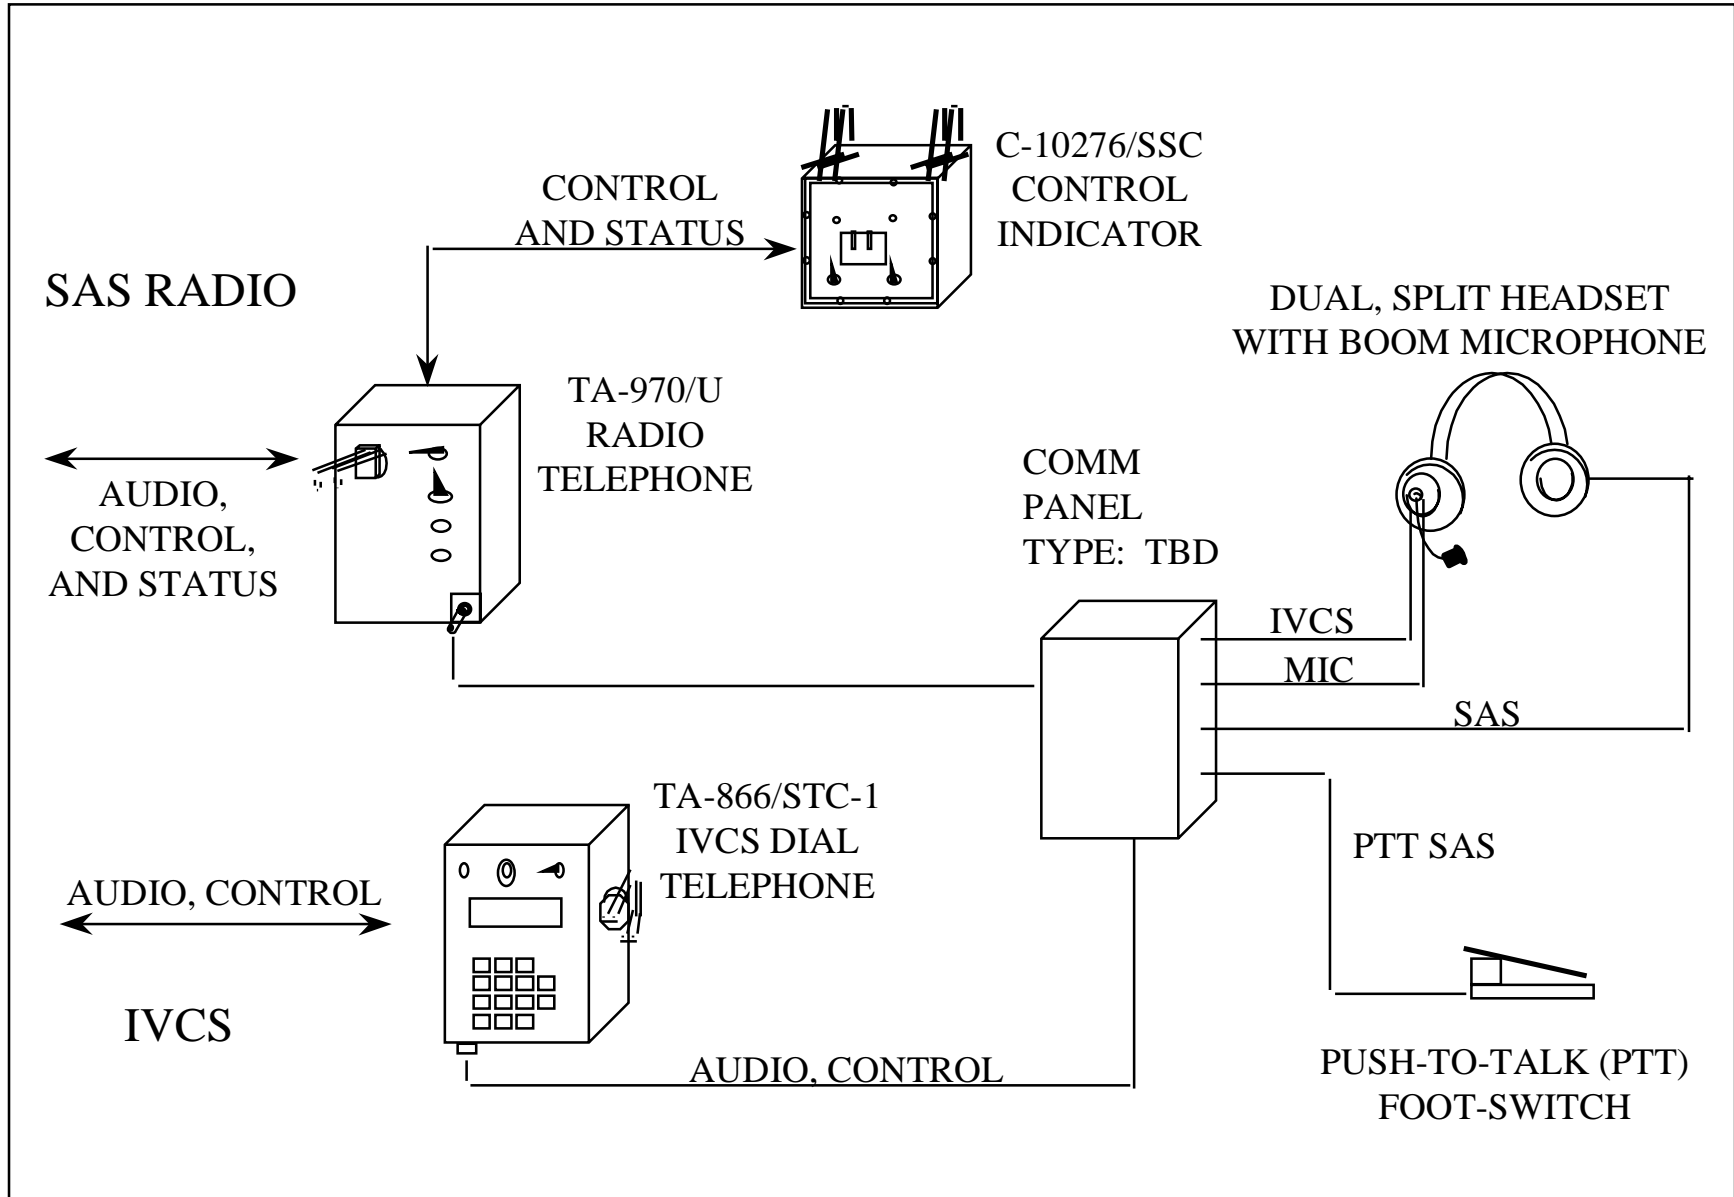 C-10276/SSC
CONTROL
INDICATOR
CONTROL
AND STATUS
SAS RADIO
DUAL, SPLIT HEADSET
WITH BOOM MICROPHONE
TA-970/U
RADIO
TELEPHONE
AUDIO,
CONTROL,
AND STATUS
COMM
PANEL
TYPE: TBD
IVCS
MIC
SAS
TA-866/STC-1
IVCS DIAL
TELEPHONE
PTT SAS
AUDIO, CONTROL
IVCS
AUDIO, CONTROL
PUSH-TO-TALK (PTT)
FOOT-SWITCH